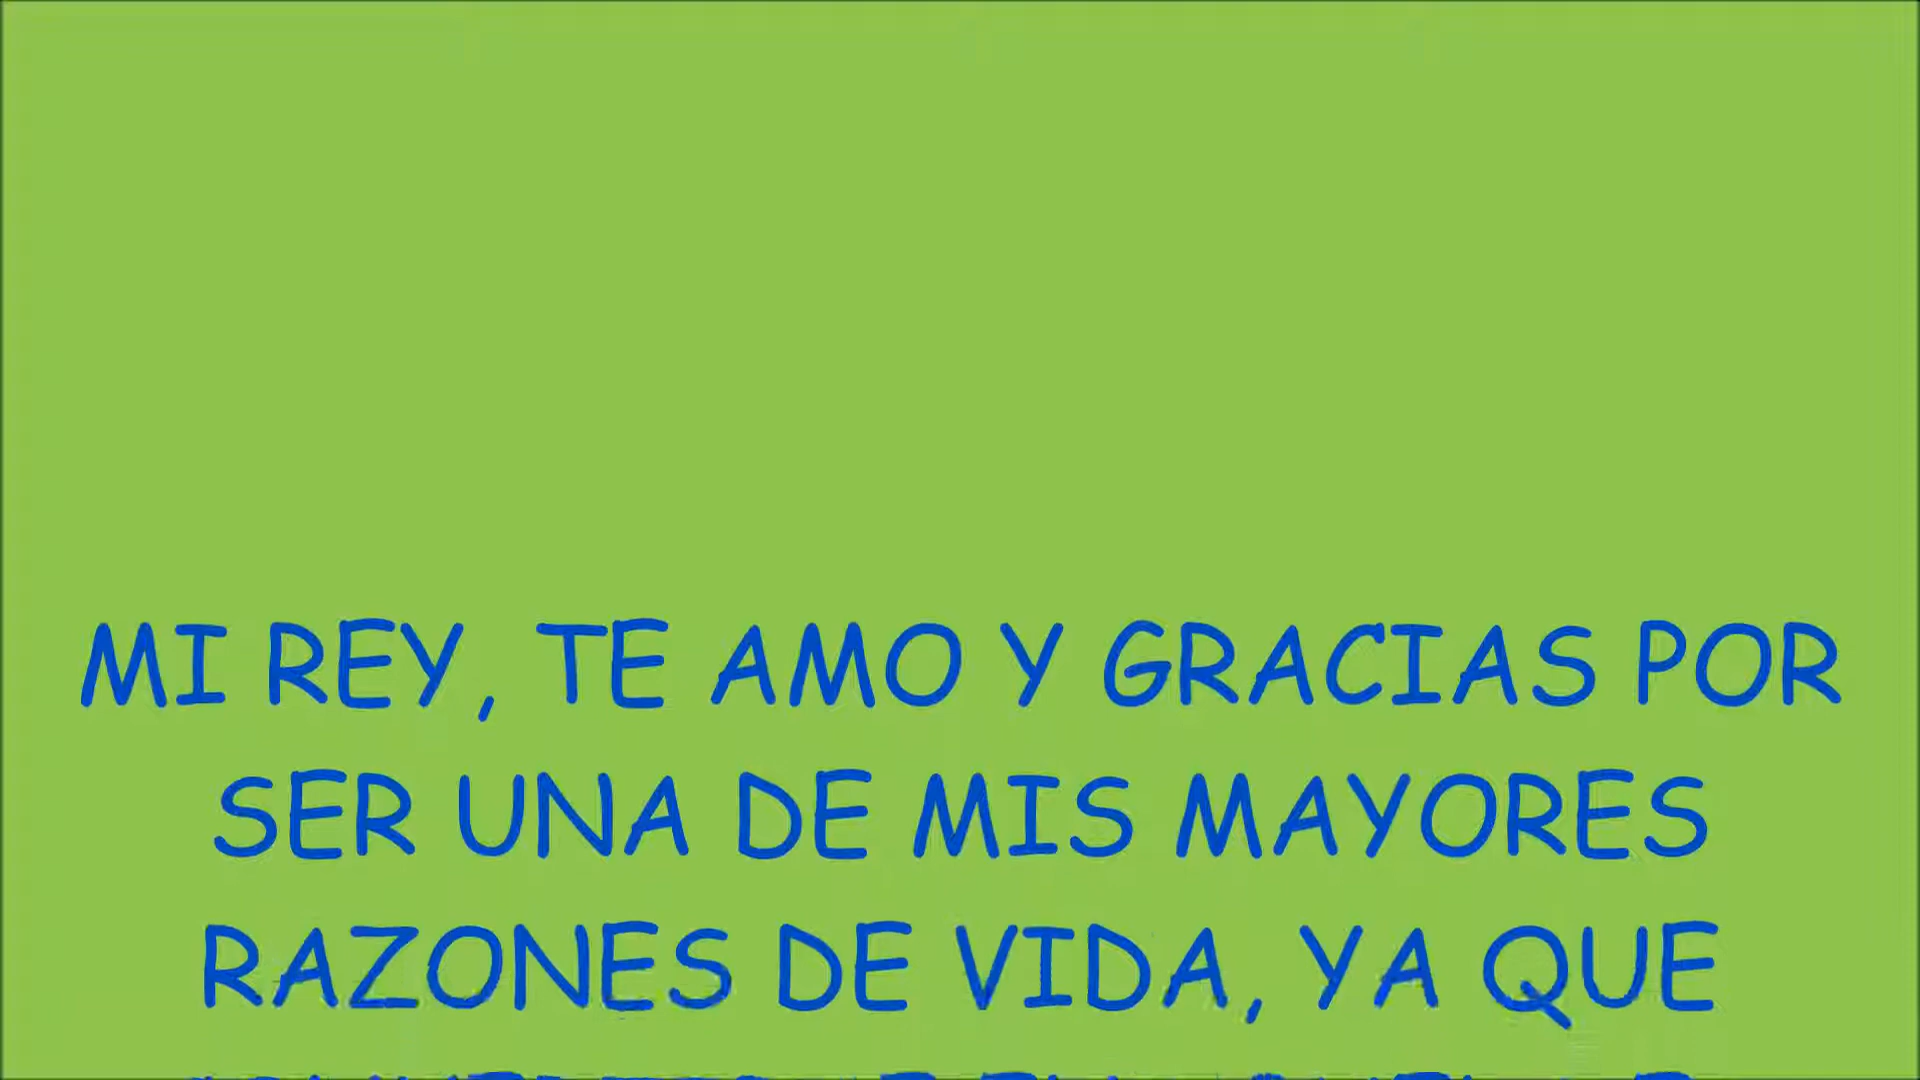 MI REY, TE AMO Y GRACIAS POR
SER UNA DE MIS MAYORES
RAZONES DE VIDA, YA QUE